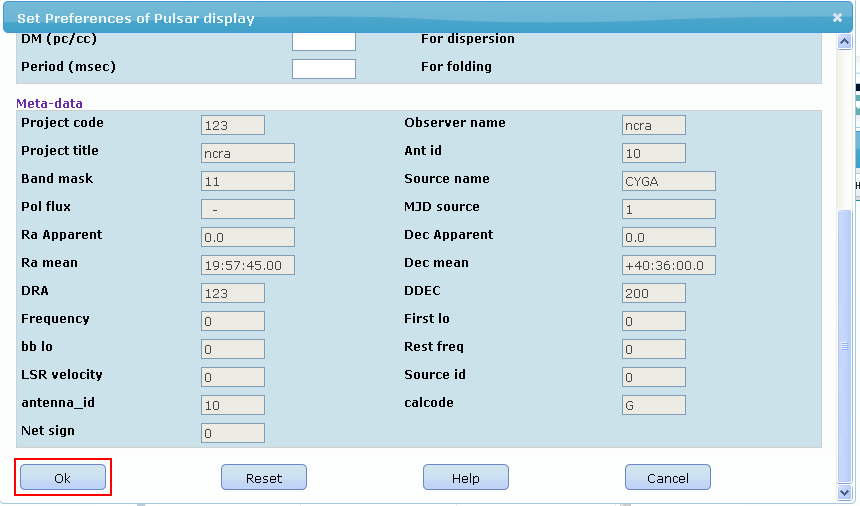 Set Preferences of Pulsar display
DM (pc/cc) For dispersion
Period (msec) For folding
Meta-data
Project code 123 Observer name ncra
Project title ncra Ant id 10
Band mask 11 Source name CYGA
Pol flux - MJD source 1
Ra Apparent 0.0 Dec Apparent 0.0
Ra mean 19:57:45.00 Dec mean +40:36:00.0
DRA 123 DDEC 200
Frequency 0 First lo 0
bb lo 0 Rest freq 0
LSR velocity 0 Source id 0
antenna_id 10 calcode G
Net sign 0
Ok Reset Help Cancel